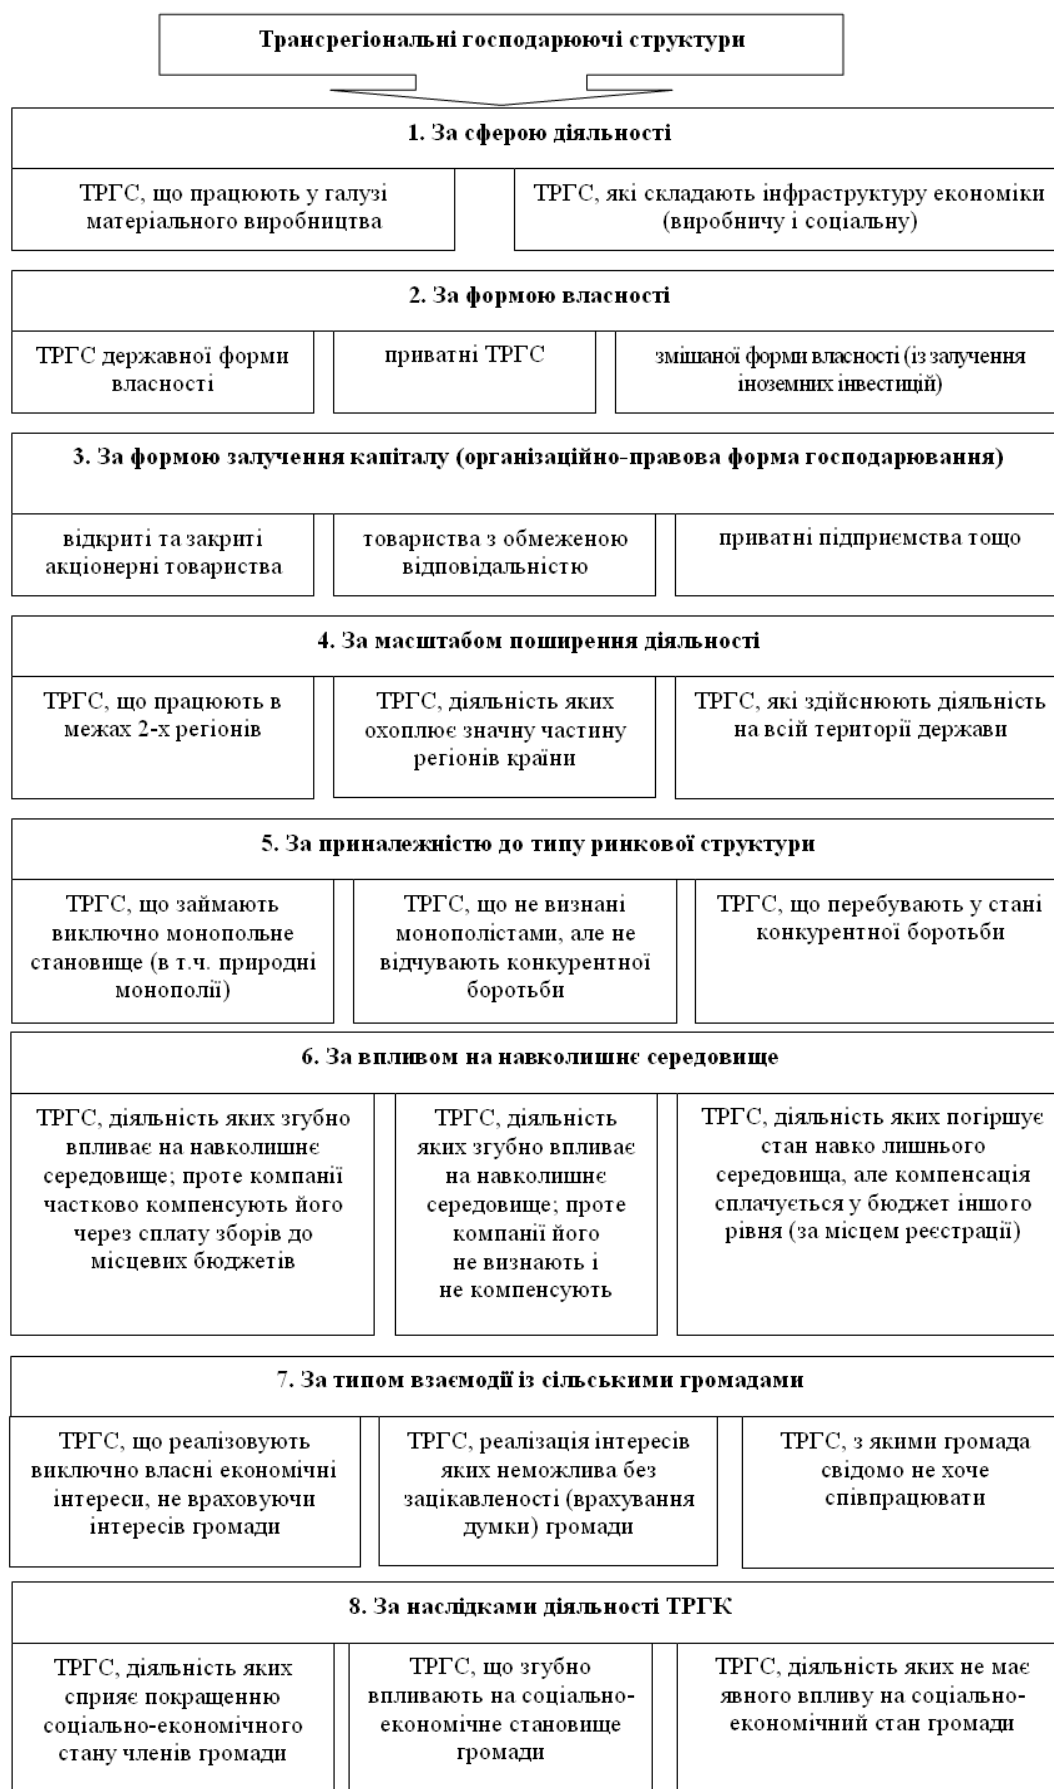 Трансрегіональні господарюючі структури
1. За сферою діяльності
ТРГС, що працюють у галузі
матеріального виробництва
ТРГС, які складають інфраструктуру економіки
(виробничу і соціальну)
2. За формою власності
ТРГС державної форми
власності
приватні ТРГС
змішаної форми власності (із залучення
іноземних інвестицій)
3. За формою залучення капіталу (організаційно-правова форма господарювання)
відкриті та закриті
акціонерні товариства
товариства з обмеженою
відповідальністю
приватні підприємства тощо
4. За масштабом поширення діяльності
ТРГС, що працюють в
межах 2-х регіонів
ТРГС, діяльність яких
охоплює значну частину
регіонів країни
ТРГС, які здійснюють діяльність
на всій території держави
5. За приналежністю до типу ринкової структури
ТРГС, що займають
виключно монопольне
становище (в т.ч. природні
монополії)
ТРГС, що не визнані
монополістами, але не
відчувають конкурентної
боротьби
ТРГС, що перебувають у стані
конкурентної боротьби
6. За впливом на навколишнє середовище
ТРГС, діяльність яких згубно
впливає на навколишнє
середовище; проте компанії
частково компенсують його
через сплату зборів до
місцевих бюджетів
ТРГС, діяльність
яких згубно впливає
на навколишнє
середовище; проте
компанії його
не визнають і
не компенсують
ТРГС, діяльність яких погіршує
стан навко лишнього
середовища, але компенсація
сплачується у бюджет іншого
рівня (за місцем реєстрації)
7. За типом взаємодії із сільськими громадами
ТРГС, що реалізовують
виключно власні економічні
інтереси, не враховуючи
інтересів громади
ТРГС, реалізація інтересів
яких неможлива без
зацікавленості (врахування
думки) громади
ТРГС, з якими громада
свідомо не хоче
співпрацювати
8. За наслідками діяльності ТРГК
ТРГС, діяльність яких
сприяє покращенню
соціально-економічного
стану членів громади
ТРГС, що згубно
впливають на соціально-
економічне становище
громади
ТРГС, діяльність яких не має
явного впливу на соціально-
економічний стан громади